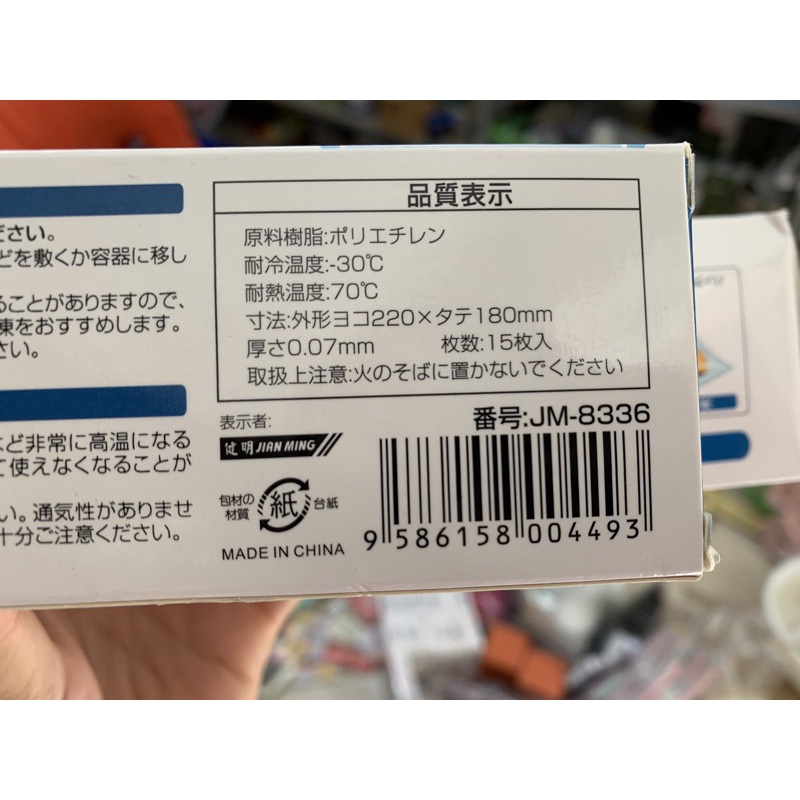 ださい。
どを敷くか容器に移し
ることがありますので、
東をおすすめします。
さい。
など非常に高温になる
て使えなくなることが
い。通気性がありませ
十分ご注意ください。
品質表示
原料樹脂:ポリエチレン
耐冷温度:-30℃
耐熱温度:70℃
寸法:外形ヨコ220×タテ180mm
厚さ0.07mm 枚数:15枚入
取扱上注意:火のそばに置かないでください
表示者:
健明 JIAN MING
番号:JM-8336
包材の材質 紙 台紙
MADE IN CHINA
9 586158 004493